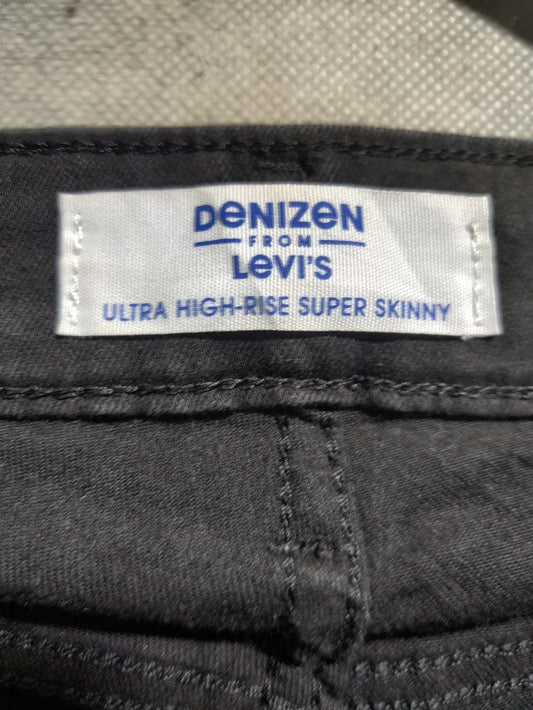 DeNIZeN
FROM
LeVI'S
ULTRA HIGH-RISE SUPER SKINNY